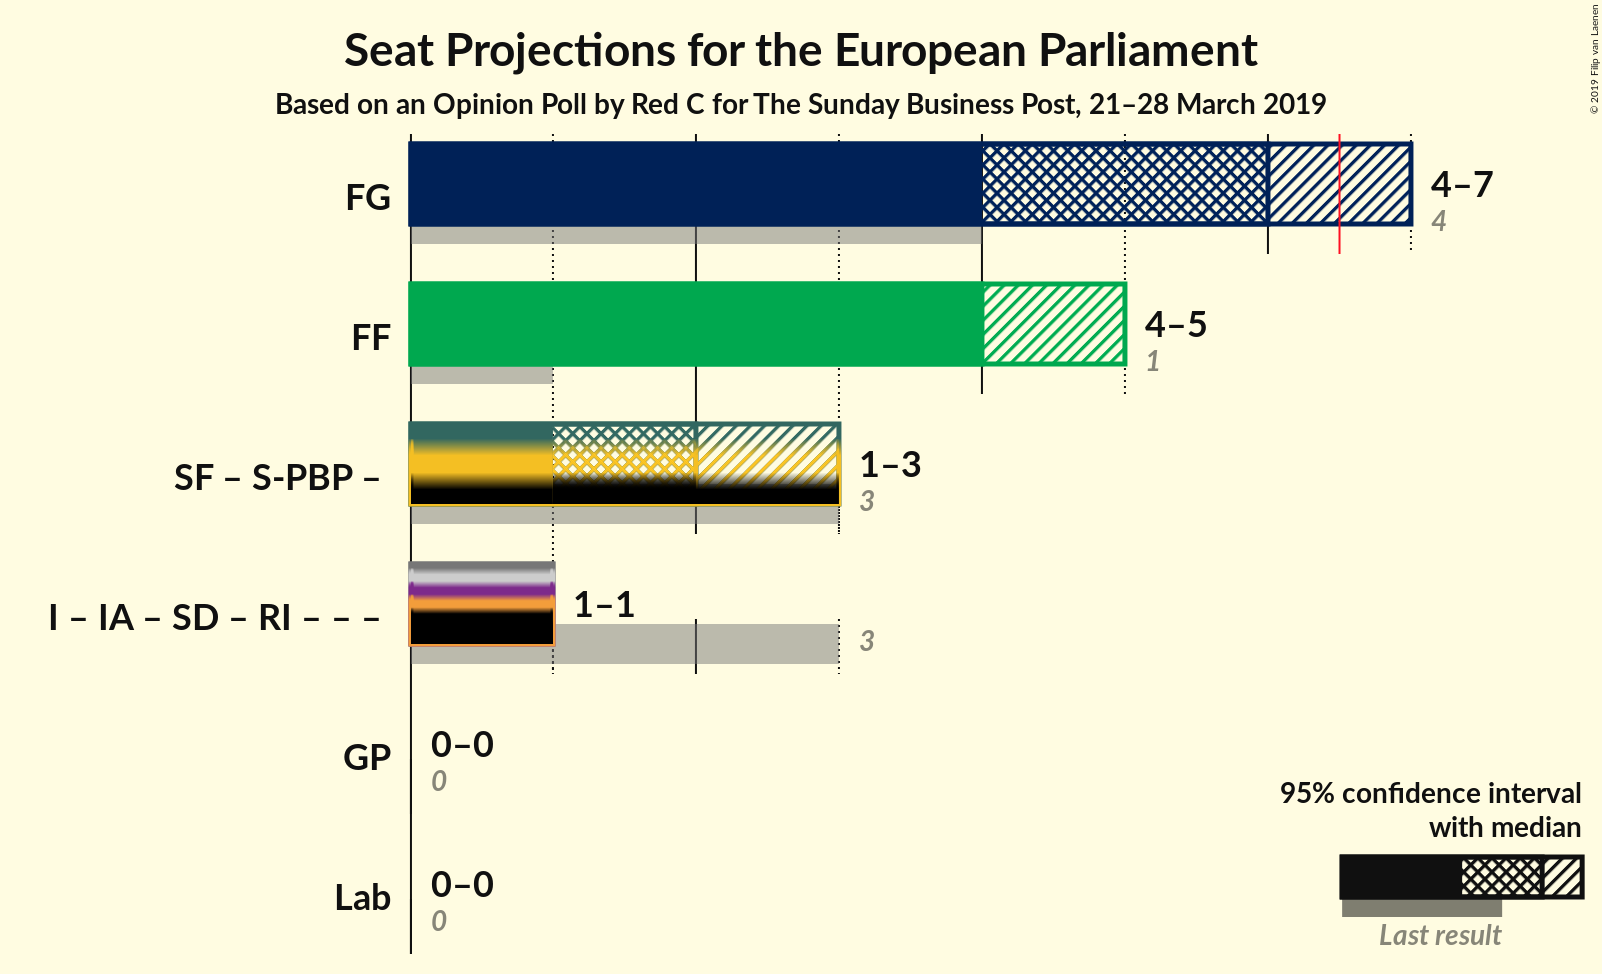 Seat Projections for the European Parliament
Based on an Opinion Poll by Red C for The Sunday Business Post, 21–28 March 2019
© 2019 Filip van Laenen
FG
4–7
4
FF
4–5
1
SF – S-PBP –
1–3
3
I – IA – SD – RI – – –
1–1
3
GP
0–0
0
Lab
0–0
0
95% confidence interval
with median
Last result